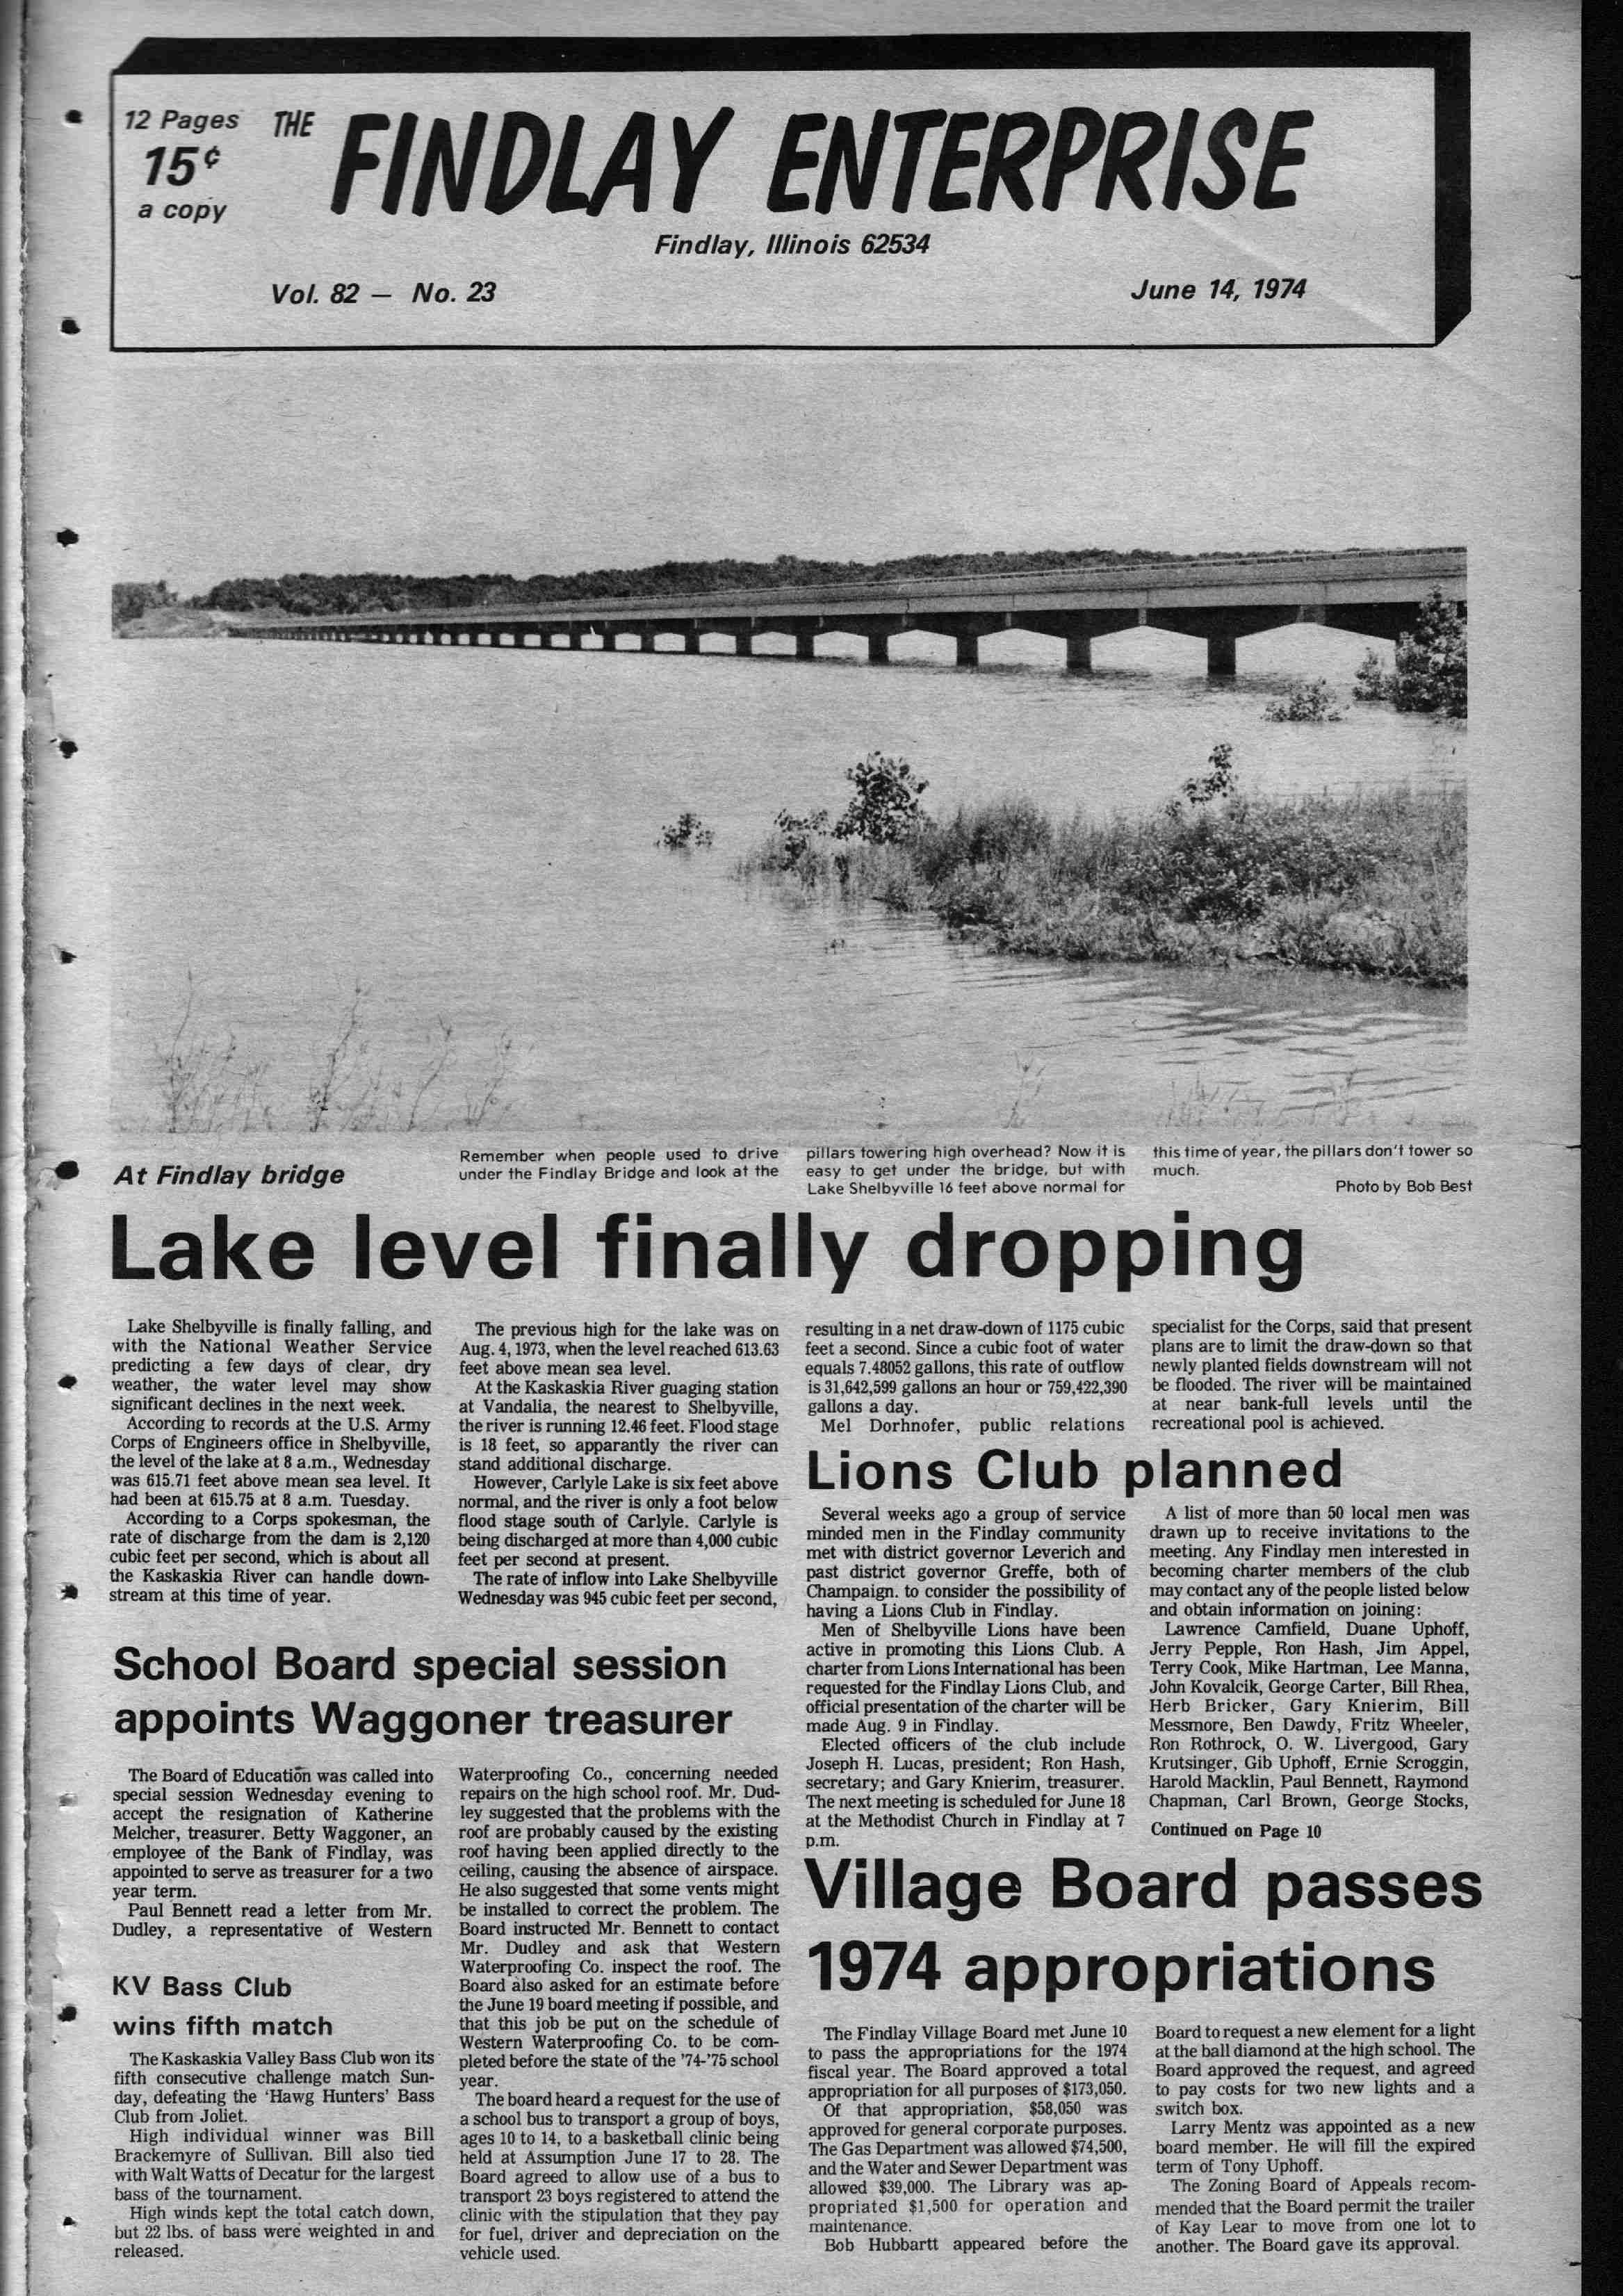 12 Pages
15¢
a copy
THE FINDLAY ENTERPRISE
Findlay, Illinois 62534
Vol. 82 — No. 23
June 14, 1974
At Findlay bridge
Remember when people used to drive
under the Findlay Bridge and look at the
pillars towering high overhead? Now it is
easy to get under the bridge, but with
Lake Shelbyville 16 feet above normal for
this time of year, the pillars don't tower so
much.
Photo by Bob Best
Lake level finally dropping
Lake Shelbyville is finally falling, and
with the National Weather Service
predicting a few days of clear, dry
weather, the water level may show
significant declines in the next week.
According to records at the U.S. Army
Corps of Engineers office in Shelbyville,
the level of the lake at 8 a.m., Wednesday
was 615.71 feet above mean sea level. It
had been at 615.75 at 8 a.m. Tuesday.
According to a Corps spokesman, the
rate of discharge from the dam is 2,120
cubic feet per second, which is about all
the Kaskaskia River can handle down-
stream at this time of year.
The previous high for the lake was on
Aug. 4, 1973, when the level reached 613.63
feet above mean sea level.
At the Kaskaskia River guaging station
at Vandalia, the nearest to Shelbyville,
the river is running 12.46 feet. Flood stage
is 18 feet, so apparantly the river can
stand additional discharge.
However, Carlyle Lake is six feet above
normal, and the river is only a foot below
flood stage south of Carlyle. Carlyle is
being discharged at more than 4,000 cubic
feet per second at present.
The rate of inflow into Lake Shelbyville
Wednesday was 945 cubic feet per second,
resulting in a net draw-down of 1175 cubic
feet a second. Since a cubic foot of water
equals 7.48052 gallons, this rate of outflow
is 31,642,599 gallons an hour or 759,422,390
gallons a day.
Mel Dorhnofer, public relations
specialist for the Corps, said that present
plans are to limit the draw-down so that
newly planted fields downstream will not
be flooded. The river will be maintained
at near bank-full levels until the
recreational pool is achieved.
School Board special session
appoints Waggoner treasurer
The Board of Education was called into
special session Wednesday evening to
accept the resignation of Katherine
Melcher, treasurer. Betty Waggoner, an
employee of the Bank of Findlay, was
appointed to serve as treasurer for a two
year term.
Paul Bennett read a letter from Mr.
Dudley, a representative of Western
Waterproofing Co., concerning needed
repairs on the high school roof. Mr. Dud-
ley suggested that the problems with the
roof are probably caused by the existing
roof having been applied directly to the
ceiling, causing the absence of airspace.
He also suggested that some vents might
be installed to correct the problem. The
Board instructed Mr. Bennett to contact
Mr. Dudley and ask that Western
Waterproofing Co. inspect the roof. The
Board also asked for an estimate before
the June 19 board meeting if possible, and
that this job be put on the schedule of
Western Waterproofing Co. to be com-
pleted before the state of the '74-'75 school
year.
The board heard a request for the use of
a school bus to transport a group of boys,
ages 10 to 14, to a basketball clinic being
held at Assumption June 17 to 28. The
Board agreed to allow use of a bus to
transport 23 boys registered to attend the
clinic with the stipulation that they pay
for fuel, driver and depreciation on the
vehicle used.
KV Bass Club
wins fifth match
The Kaskaskia Valley Bass Club won its
fifth consecutive challenge match Sun-
day, defeating the 'Hawg Hunters' Bass
Club from Joliet.
High individual winner was Bill
Brackemyre of Sullivan. Bill also tied
with Walt Watts of Decatur for the largest
bass of the tournament.
High winds kept the total catch down,
but 22 lbs. of bass were weighted in and
released.
Lions Club planned
Several weeks ago a group of service
minded men in the Findlay community
met with district governor Leverich and
past district governor Greffe, both of
Champaign. to consider the possibility of
having a Lions Club in Findlay.
Men of Shelbyville Lions have been
active in promoting this Lions Club. A
charter from Lions International has been
requested for the Findlay Lions Club, and
official presentation of the charter will be
made Aug. 9 in Findlay.
Elected officers of the club include
Joseph H. Lucas, president; Ron Hash,
secretary; and Gary Knierim, treasurer.
The next meeting is scheduled for June 18
at the Methodist Church in Findlay at 7
p.m.
A list of more than 50 local men was
drawn up to receive invitations to the
meeting. Any Findlay men interested in
becoming charter members of the club
may contact any of the people listed below
and obtain information on joining:
Lawrence Camfield, Duane Uphoff,
Jerry Pepple, Ron Hash, Jim Appel,
Terry Cook, Mike Hartman, Lee Manna,
John Kovalcik, George Carter, Bill Rhea,
Herb Bricker, Gary Knierim, Bill
Messmore, Ben Dawdy, Fritz Wheeler,
Ron Rothrock, O. W. Livergood, Gary
Krutsinger, Gib Uphoff, Ernie Scroggin,
Harold Macklin, Paul Bennett, Raymond
Chapman, Carl Brown, George Stocks,
Continued on Page 10
Village Board passes
1974 appropriations
The Findlay Village Board met June 10
to pass the appropriations for the 1974
fiscal year. The Board approved a total
appropriation for all purposes of $173,050.
Of that appropriation, $58,050 was
approved for general corporate purposes.
The Gas Department was allowed $74,500,
and the Water and Sewer Department was
allowed $39,000. The Library was ap-
propriated $1,500 for operation and
maintenance.
Bob Hubbartt appeared before the
Board to request a new element for a light
at the ball diamond at the high school. The
Board approved the request, and agreed
to pay costs for two new lights and a
switch box.
Larry Mentz was appointed as a new
board member. He will fill the expired
term of Tony Uphoff.
The Zoning Board of Appeals recom-
mended that the Board permit the trailer
of Kay Lear to move from one lot to
another. The Board gave its approval.